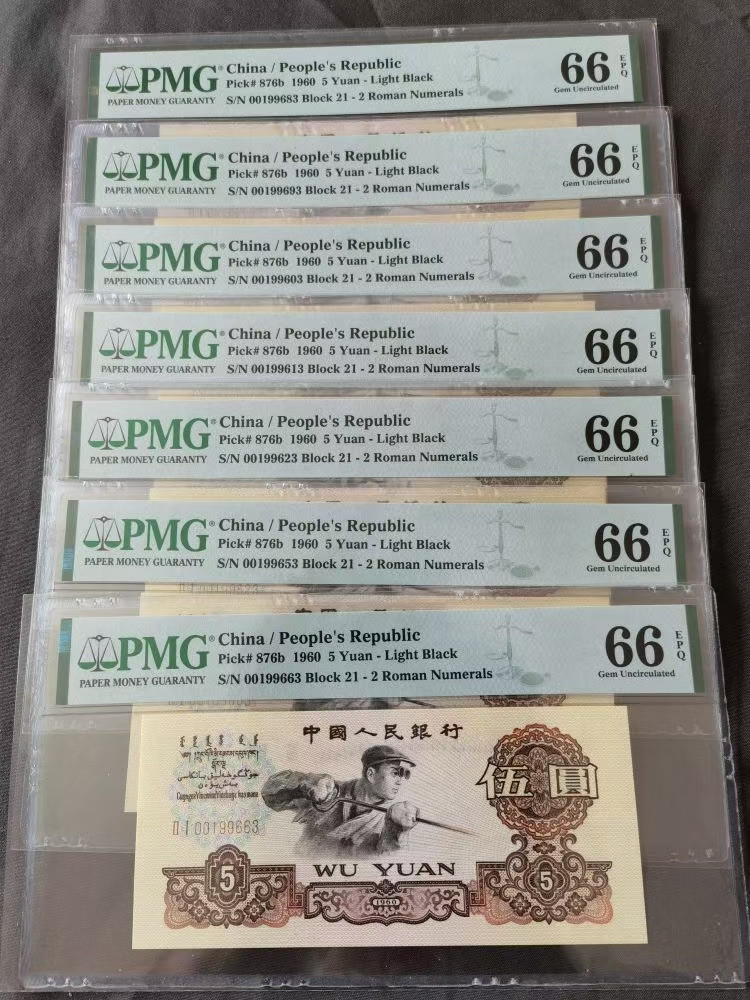 PMG® China / People's Republic
Pick# 876b 1960 5 Yuan - Light Black
PAPER MONEY GUARANTY S/N 00199683 Block 21 - 2 Roman Numerals
66 EPQ
Gem Uncirculated
PMG® China / People's Republic
Pick# 876b 1960 5 Yuan - Light Black
PAPER MONEY GUARANTY S/N 00199693 Block 21 - 2 Roman Numerals
66 EPQ
Gem Uncirculated
PMG® China / People's Republic
Pick# 876b 1960 5 Yuan - Light Black
PAPER MONEY GUARANTY S/N 00199603 Block 21 - 2 Roman Numerals
66 EPQ
Gem Uncirculated
PMG® China / People's Republic
Pick# 876b 1960 5 Yuan - Light Black
PAPER MONEY GUARANTY S/N 00199613 Block 21 - 2 Roman Numerals
66 EPQ
Gem Uncirculated
PMG® China / People's Republic
Pick# 876b 1960 5 Yuan - Light Black
PAPER MONEY GUARANTY S/N 00199623 Block 21 - 2 Roman Numerals
66 EPQ
Gem Uncirculated
PMG® China / People's Republic
Pick# 876b 1960 5 Yuan - Light Black
PAPER MONEY GUARANTY S/N 00199653 Block 21 - 2 Roman Numerals
66 EPQ
Gem Uncirculated
PMG® China / People's Republic
Pick# 876b 1960 5 Yuan - Light Black
PAPER MONEY GUARANTY S/N 00199663 Block 21 - 2 Roman Numerals
66 EPQ
Gem Uncirculated
中國人民銀行
伍圓
II I 00199663
WU YUAN
5 5
1960